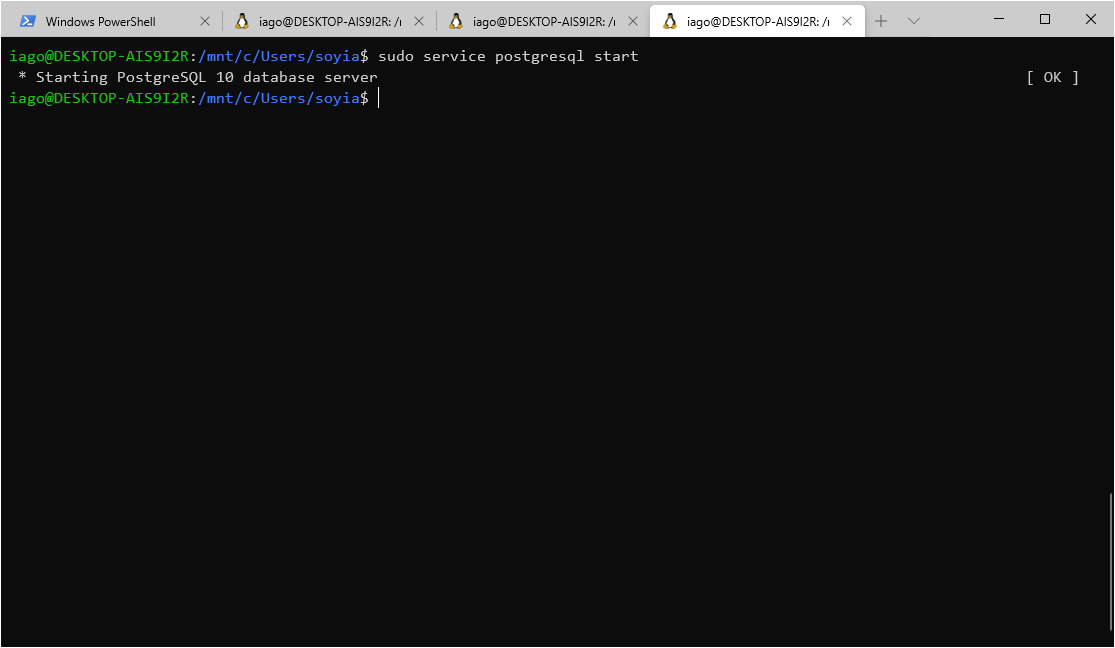 Windows PowerShell
iago@DESKTOP-AIS9I2R: /r
iago@DESKTOP-AIS9I2R: /r
iago@DESKTOP-AIS9I2R: /r
iago@DESKTOP-AIS9I2R:/mnt/c/Users/soyia$ sudo service postgresql start
* Starting PostgreSQL 10 database server [ OK ]
iago@DESKTOP-AIS9I2R:/mnt/c/Users/soyia$